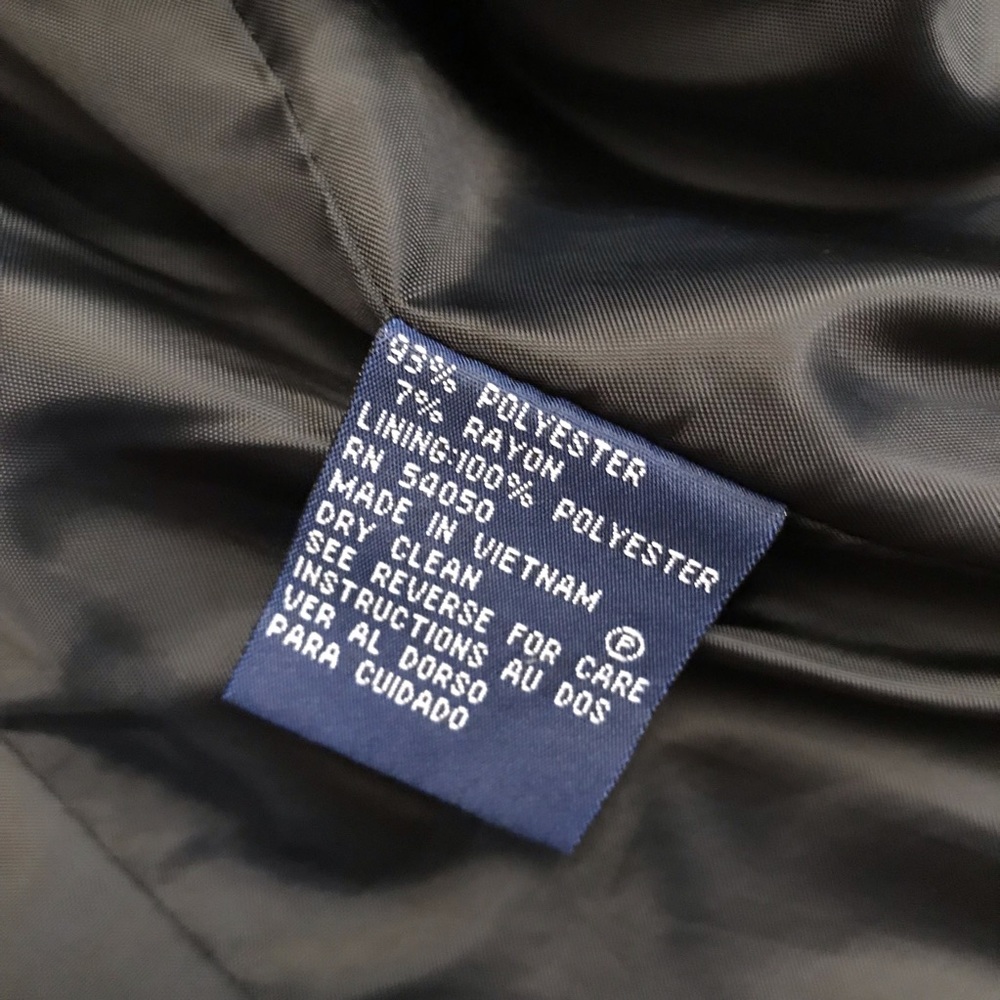 93% POLYESTER
7% RAYON
LINING:100% POLYESTER
RN 54050
MADE IN VIETNAM
DRY CLEAN Ⓟ
SEE REVERSE FOR CARE
INSTRUCTIONS AU DOS
VER AL DORSO
PARA CUIDADO